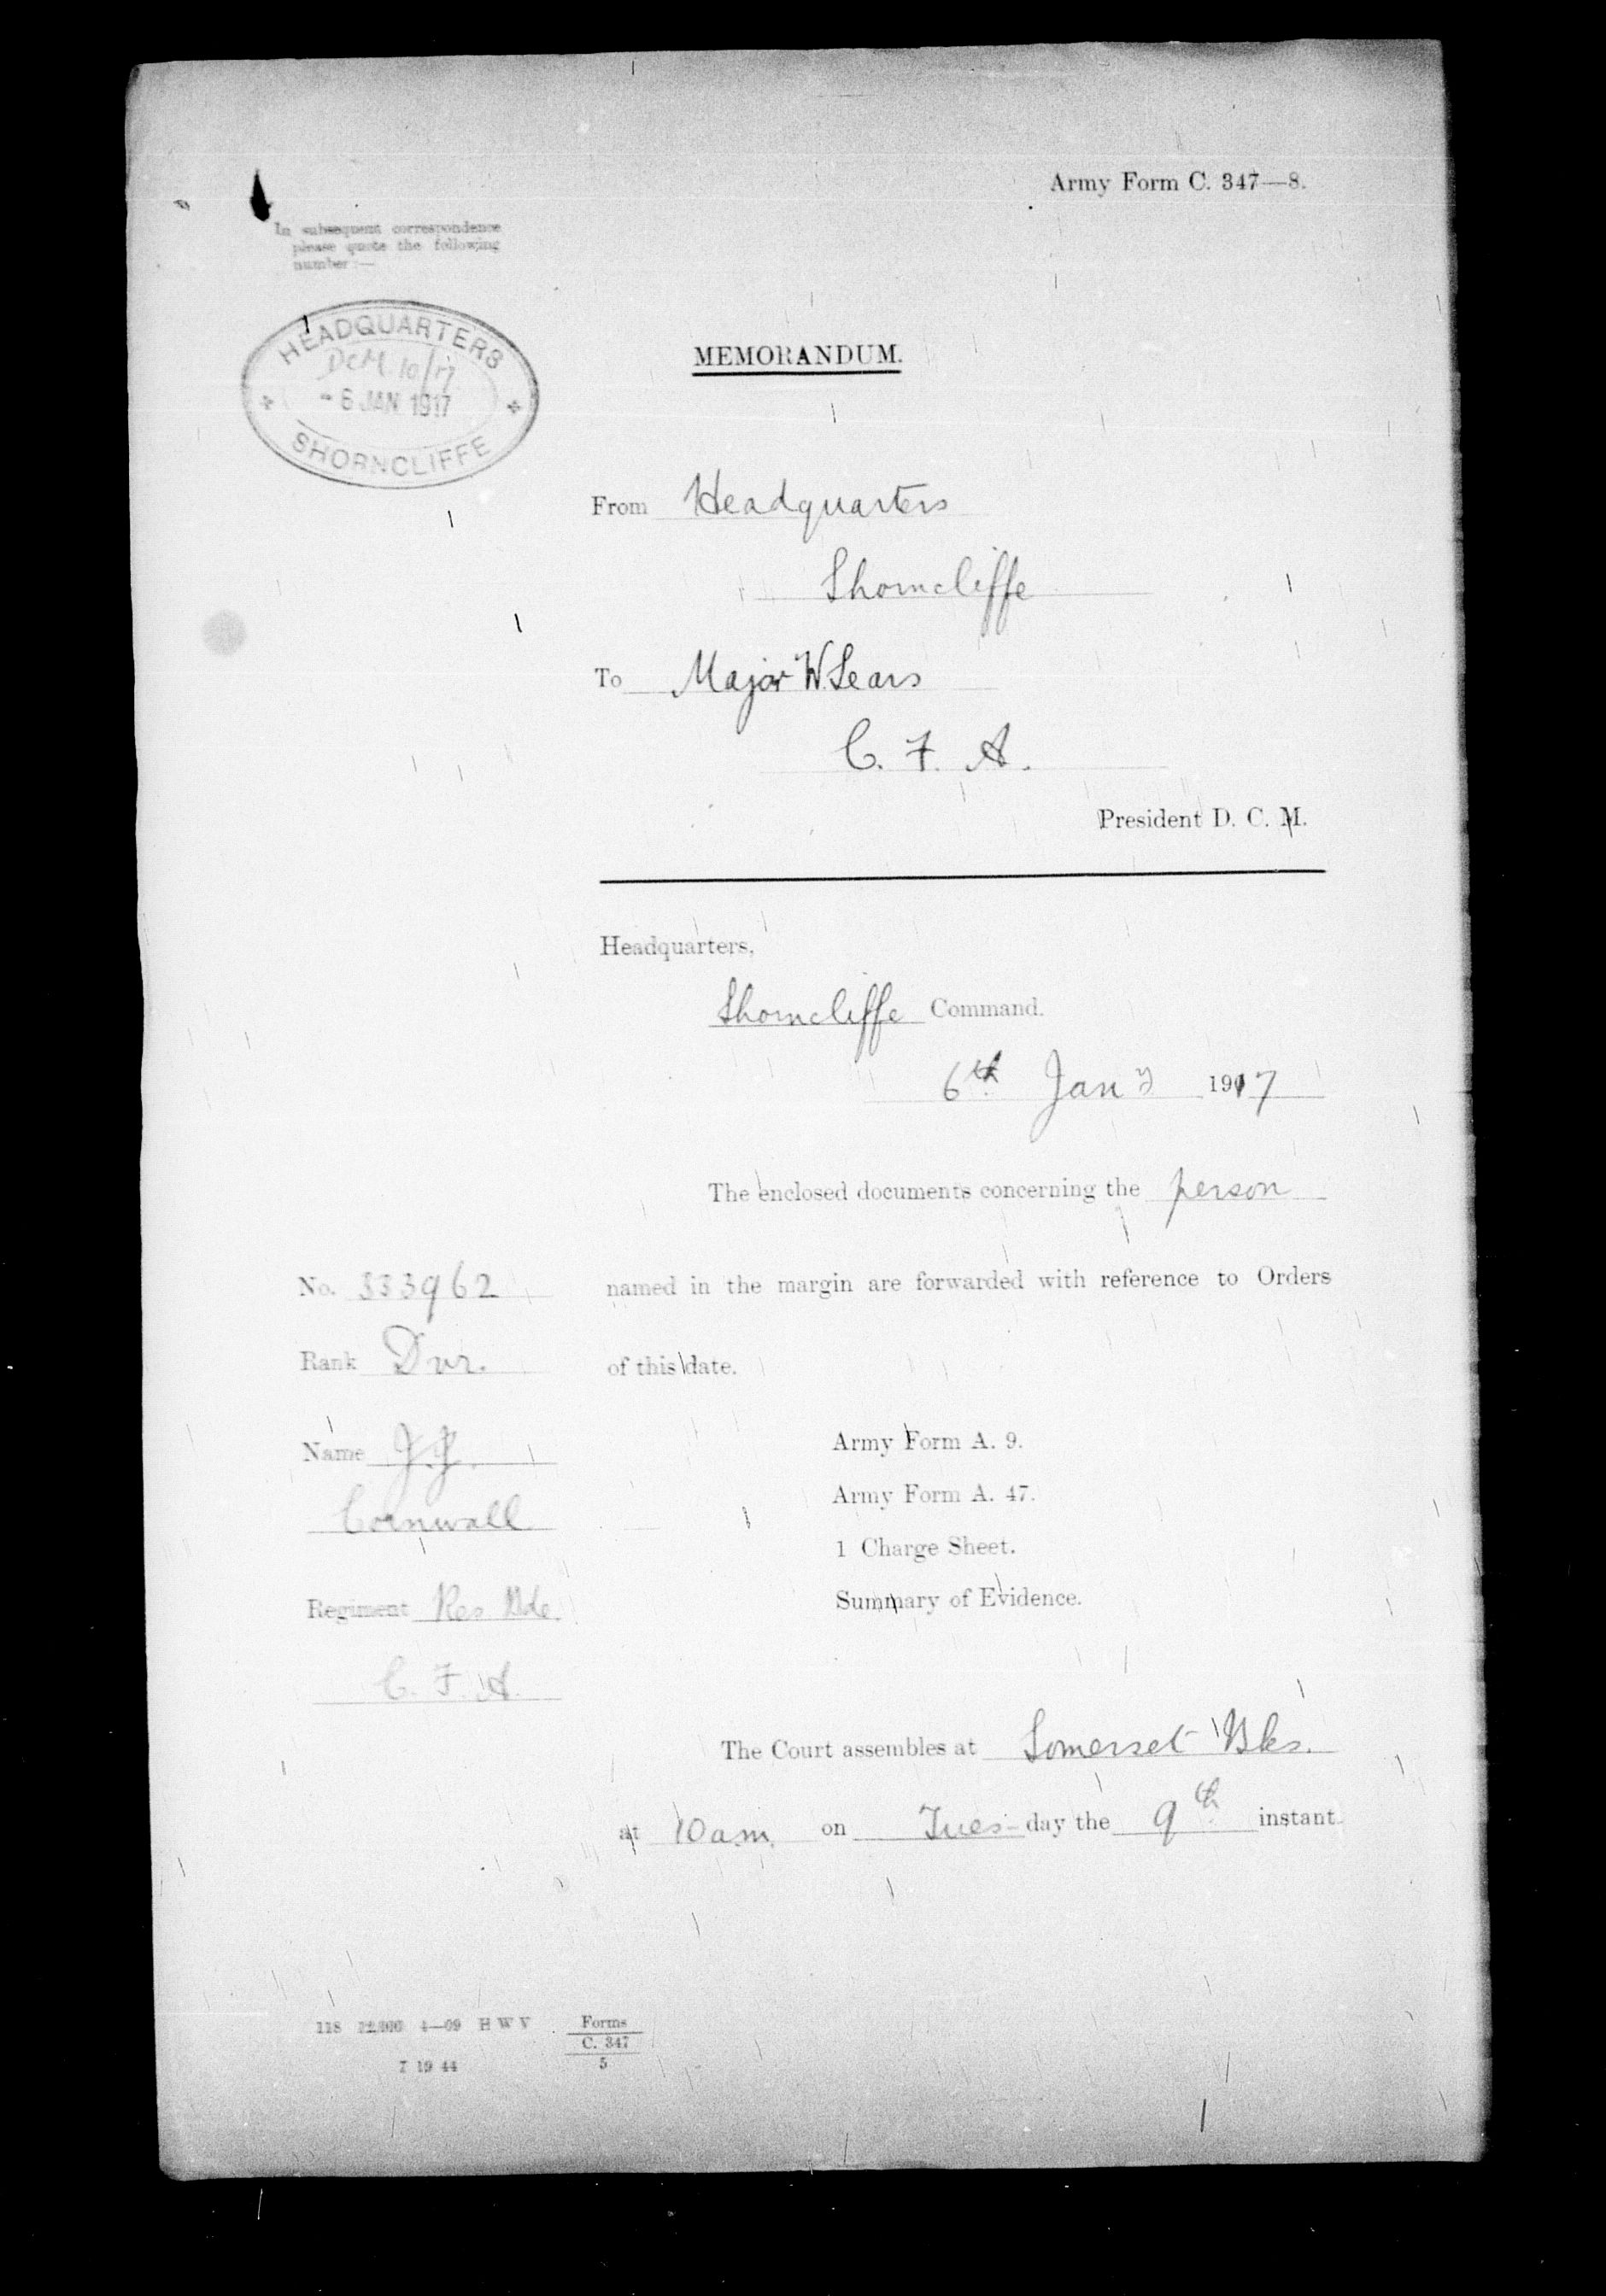 Army Form C. 347—8.
In subsequent correspondence
please quote the following
number :—
HEADQUARTERS
DCM 10/17
- 6 JAN 1917
SHORNCLIFFE
MEMORANDUM.
From Headquarters
Shorncliffe
To Major W. Sears
C. F. A.
President D. C. M.
Headquarters,
Shorncliffe Command.
6th Jany 1917
The enclosed documents concerning the person
No. 333962 named in the margin are forwarded with reference to Orders
Rank Dvr. of this date.
Name J. J.
Cornwall
Army Form A. 9.
Army Form A. 47.
1 Charge Sheet.
Regiment Res Bde.
Summary of Evidence.
C. F. A.
The Court assembles at Somerset Bks.
at 10 a.m. on Tues-day the 9th instant.
118 4—09 H W V Forms
C. 347
7 19 44 5